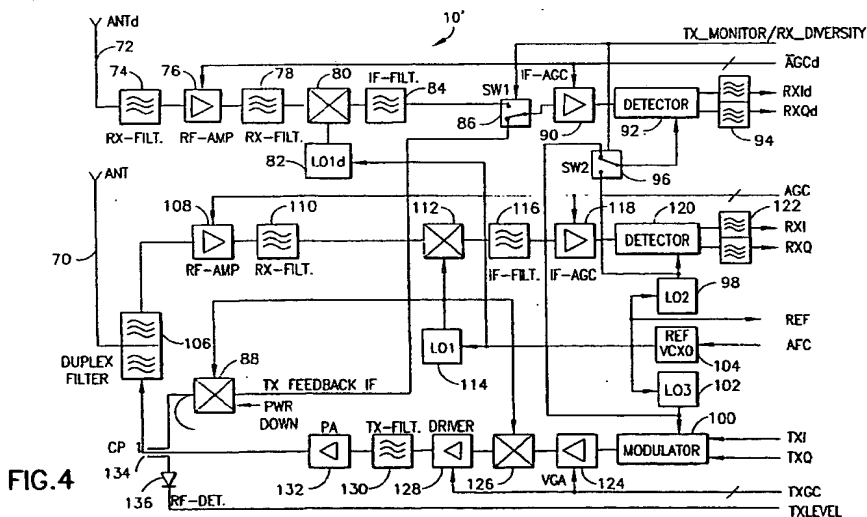 10'
ANTd
TX_MONITOR/RX_DIVERSITY
72
74
76
78
80
IF-FILT.
SW1
IF-AGC
AGCd
RXId
RXQd
RX-FILT.
RF-AMP
RX-FILT.
84
86
90
DETECTOR
92
94
82
LO1d
SW2
96
ANT
AGC
108
110
112
116
118
120
122
RXI
RXQ
DETECTOR
70
RF-AMP
RX-FILT.
IF-FILT.
IF-AGC
LO2
98
106
REF
DUPLEX
FILTER
88
LO1
114
REF
VCXO
104
AFC
TX FEEDBACK IF
PWR
DOWN
LO3
102
100
CP 1
134
PA
TX-FILT.
DRIVER
MODULATOR
TXI
TXQ
132
130
128
126
VGA
124
FIG.4
136
RF-DET.
TXGC
TXLEVEL